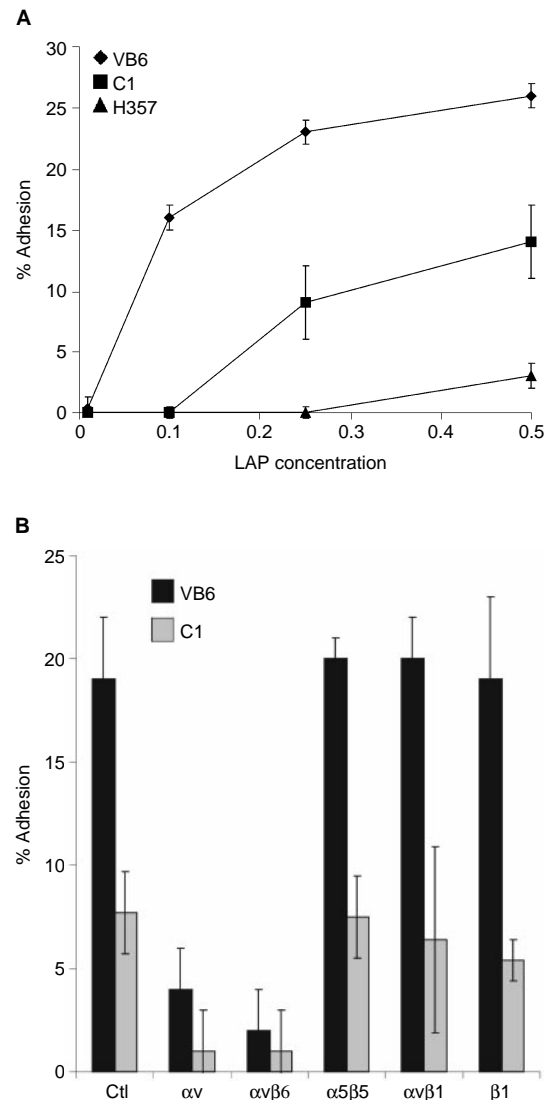 A
30
25
20
15
10
5
0
% Adhesion
VB6
C1
H357
0 0.1 0.2 0.3 0.4 0.5
LAP concentration
B
25
20
15
10
5
0
% Adhesion
VB6
C1
Ctl αv αvβ6 α5β5 αvβ1 β1